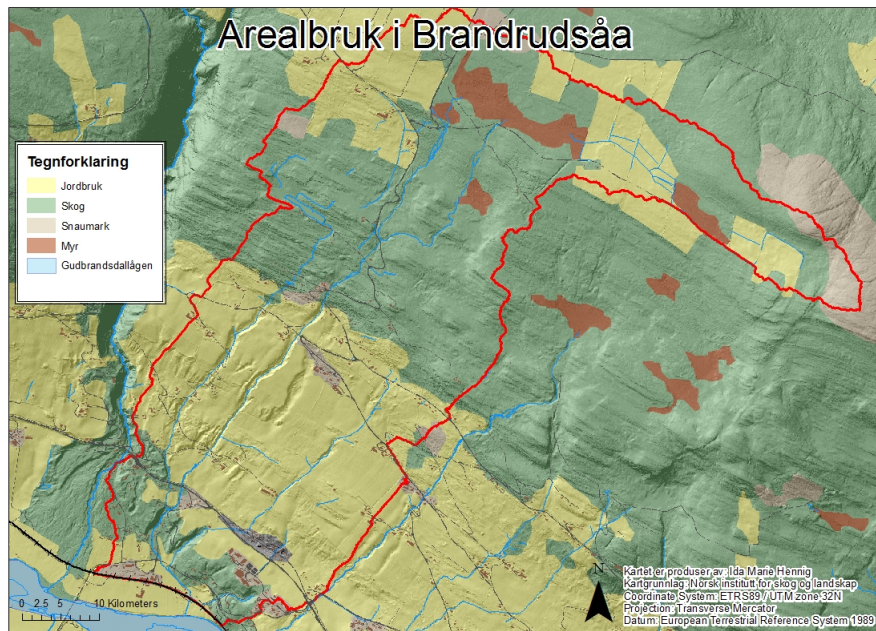 Arealbruk i Brandrudsåa
Tegnforklaring
Jordbruk
Skog
Snaumark
Myr
Gudbrandsdallågen
N
Kartet er produser av: Ida Marie Hennig
Kartgrunnlag: Norsk institutt for skog og landskap
Coordinate System: ETRS89 / UTM zone 32N
Projection: Transverse Mercator
Datum: European Terrestrial Reference System 1989
0 2.5 5 10 Kilometers